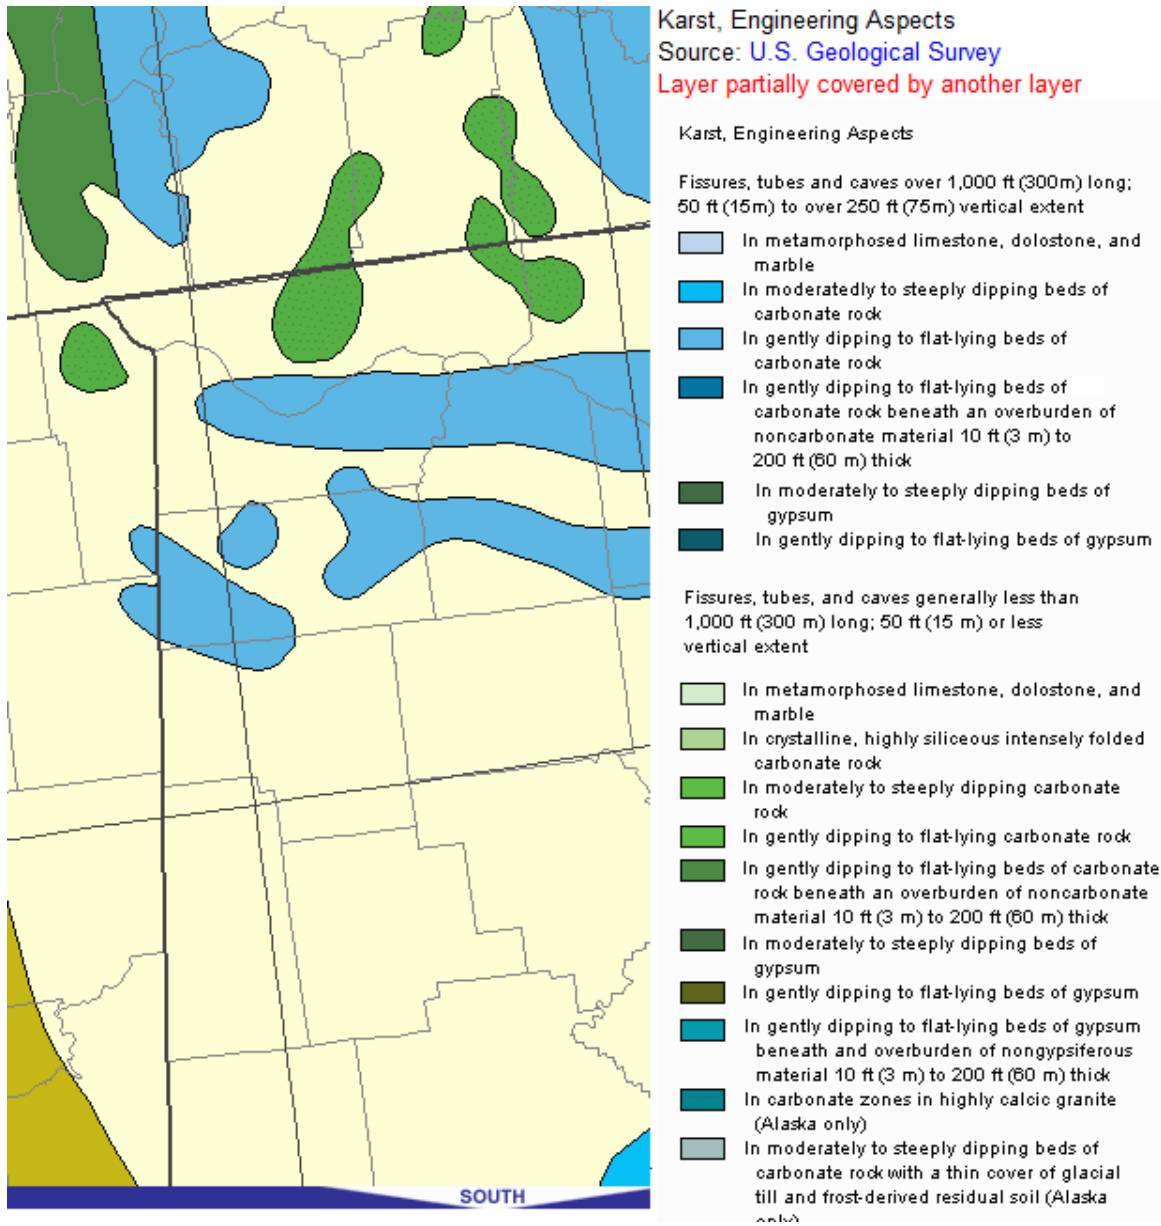 Karst, Engineering Aspects
Source: U.S. Geological Survey
Layer partially covered by another layer
Karst, Engineering Aspects
Fissures, tubes and caves over 1,000 ft (300m) long;
50 ft (15m) to over 250 ft (75m) vertical extent
In metamorphosed limestone, dolostone, and
marble
In moderatedly to steeply dipping beds of
carbonate rock
In gently dipping to flat-lying beds of
carbonate rock
In gently dipping to flat-lying beds of
carbonate rock beneath an overburden of
noncarbonate material 10 ft (3 m) to
200 ft (60 m) thick
In moderately to steeply dipping beds of
gypsum
In gently dipping to flat-lying beds of gypsum
Fissures, tubes, and caves generally less than
1,000 ft (300 m) long; 50 ft (15 m) or less
vertical extent
In metamorphosed limestone, dolostone, and
marble
In crystalline, highly siliceous intensely folded
carbonate rock
In moderately to steeply dipping carbonate
rock
In gently dipping to flat-lying carbonate rock
In gently dipping to flat-lying beds of carbonate
rock beneath an overburden of noncarbonate
material 10 ft (3 m) to 200 ft (60 m) thick
In moderately to steeply dipping beds of
gypsum
In gently dipping to flat-lying beds of gypsum
In gently dipping to flat-lying beds of gypsum
beneath and overburden of nongypsiferous
material 10 ft (3 m) to 200 ft (60 m) thick
In carbonate zones in highly calcic granite
(Alaska only)
In moderately to steeply dipping beds of
carbonate rock with a thin cover of glacial
till and frost-derived residual soil (Alaska
only)
SOUTH